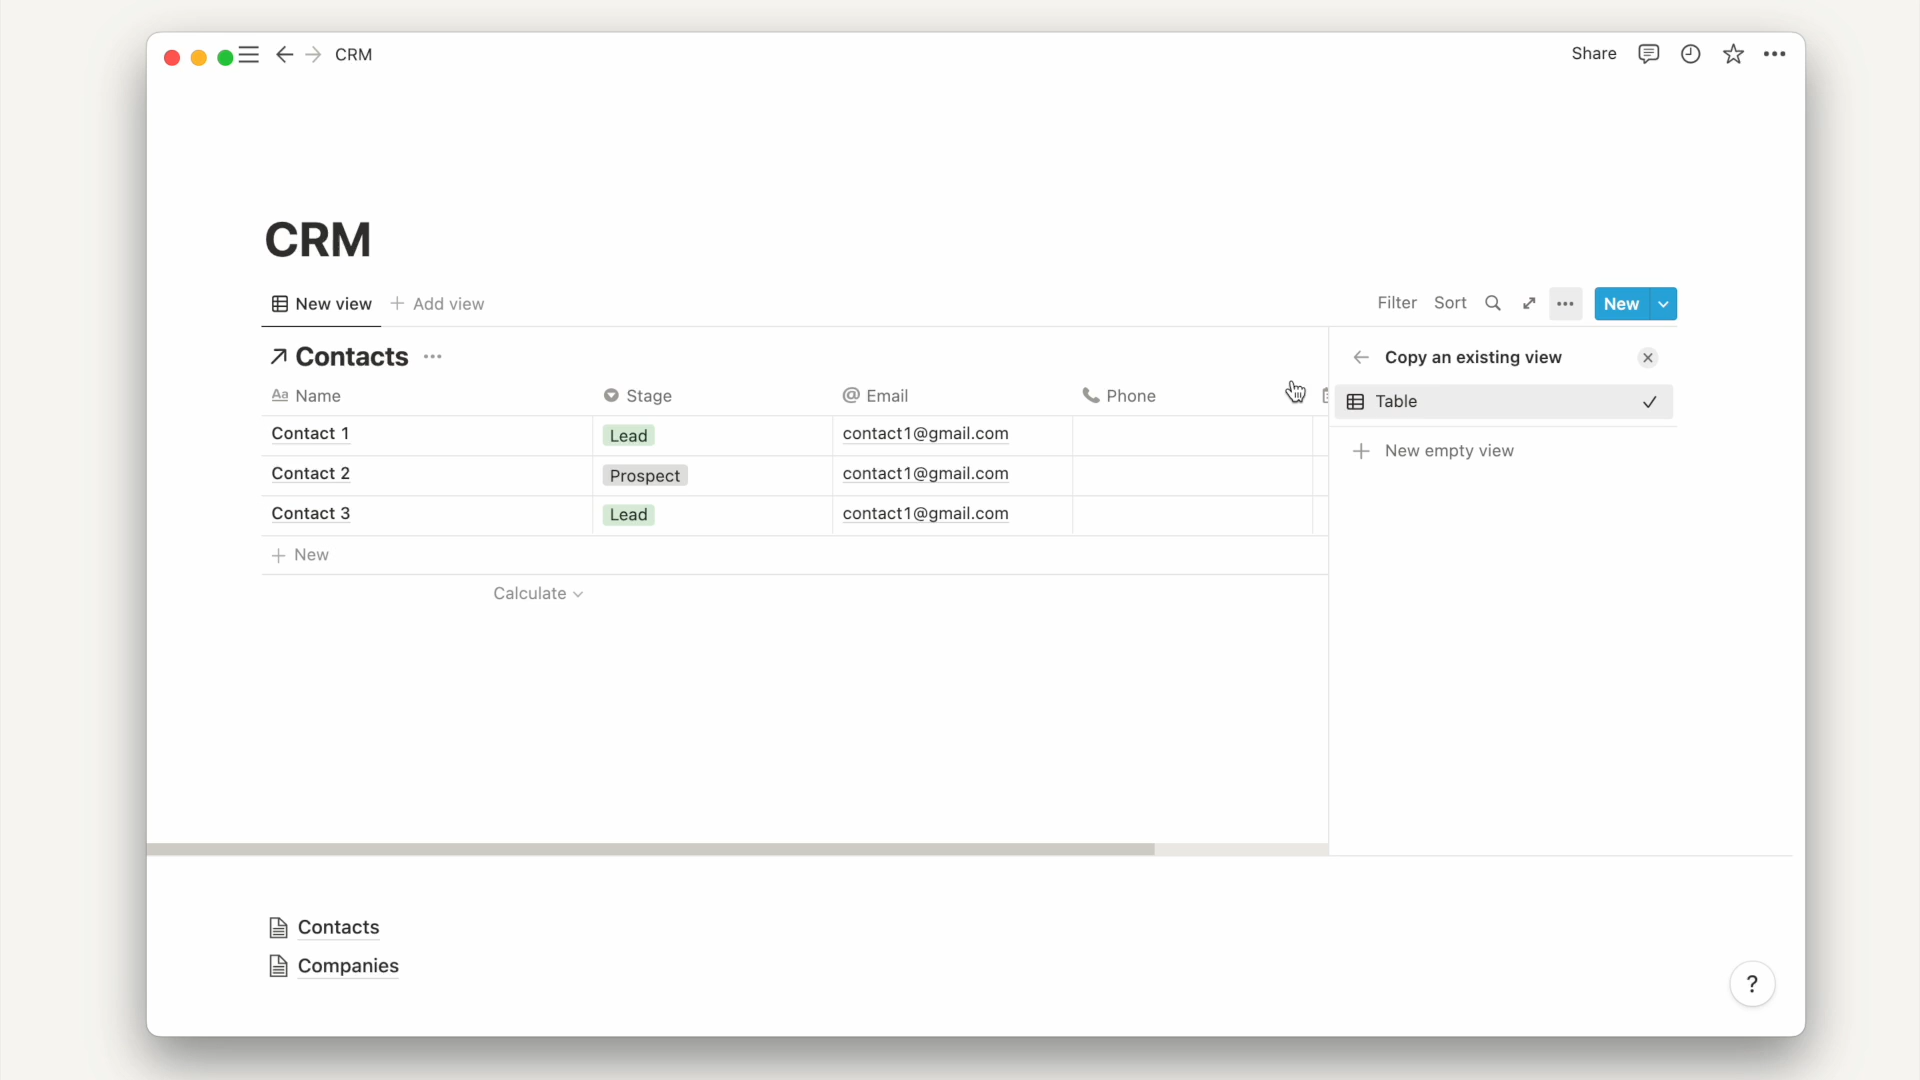 CRM
Share
CRM
New view
+ Add view
Filter
Sort
New
Contacts
Copy an existing view
Aa Name
Stage
@ Email
Phone
Table
Contact 1
Lead
contact1@gmail.com
+ New empty view
Contact 2
Prospect
contact1@gmail.com
Contact 3
Lead
contact1@gmail.com
+ New
Calculate
Contacts
Companies
?